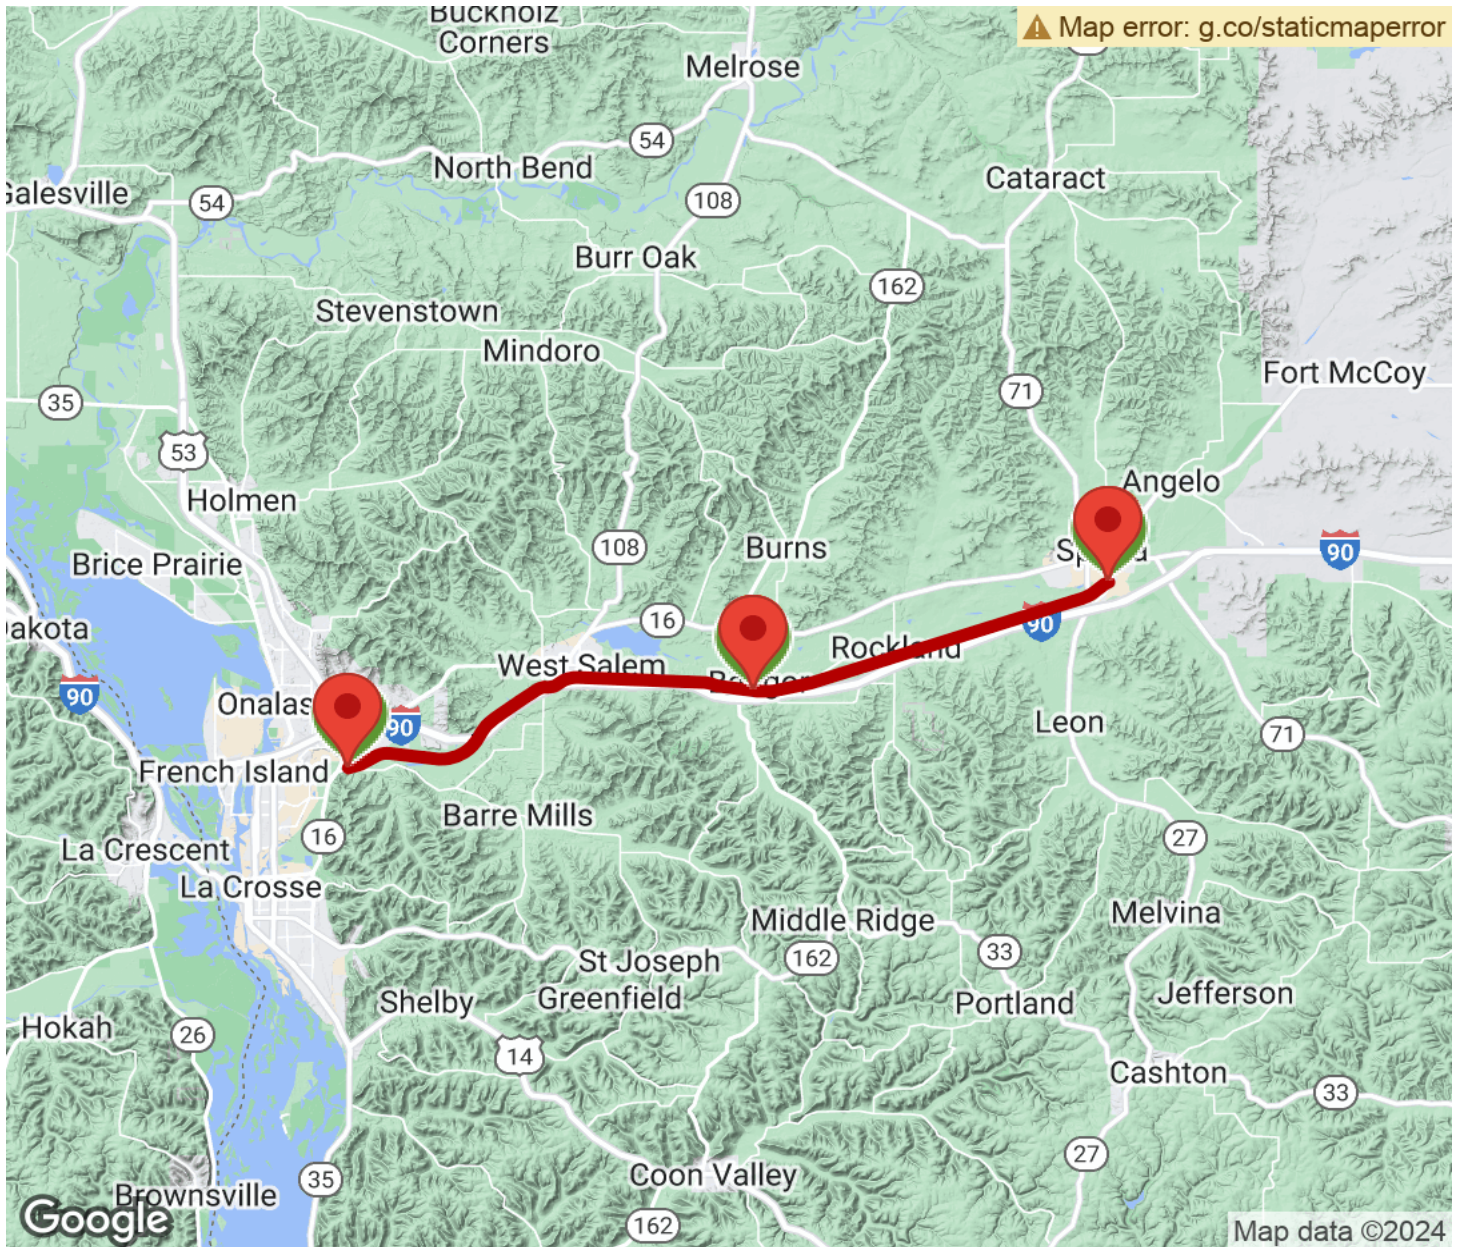 Buckholz
Corners
Map error: g.co/staticmaperror
Melrose
54
North Bend
Cataract
Galesville
54
108
Burr Oak
162
Stevenstown
Mindoro
Fort McCoy
71
35
53
Angelo
Holmen
108
Burns
90
Brice Prairie
16
90
Rockland
West Salem
90
Onalas
90
Leon
71
French Island
Barre Mills
16
27
La Crescent
La Crosse
Melvina
Middle Ridge
33
St Joseph
162
Greenfield
Jefferson
Shelby
Portland
Hokah
26
14
Cashton
33
27
Coon Valley
35
Brownsville
162
Google
Map data ©2024